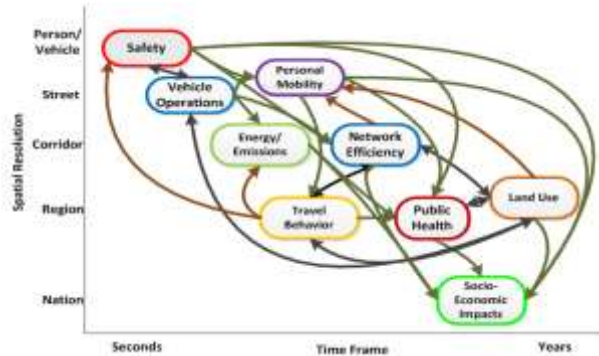 Person/
Vehicle
Street
Corridor
Region
Nation
Spatial Resolution
Safety
Personal
Mobility
Vehicle
Operations
Energy/
Emissions
Network
Efficiency
Travel
Behavior
Public
Health
Land Use
Socio-
Economic
Impacts
Seconds
Time Frame
Years